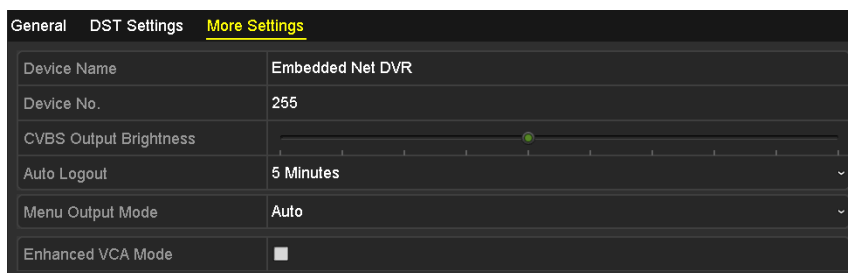 General DST Settings More Settings
Device Name Embedded Net DVR
Device No. 255
CVBS Output Brightness
Auto Logout 5 Minutes
Menu Output Mode Auto
Enhanced VCA Mode